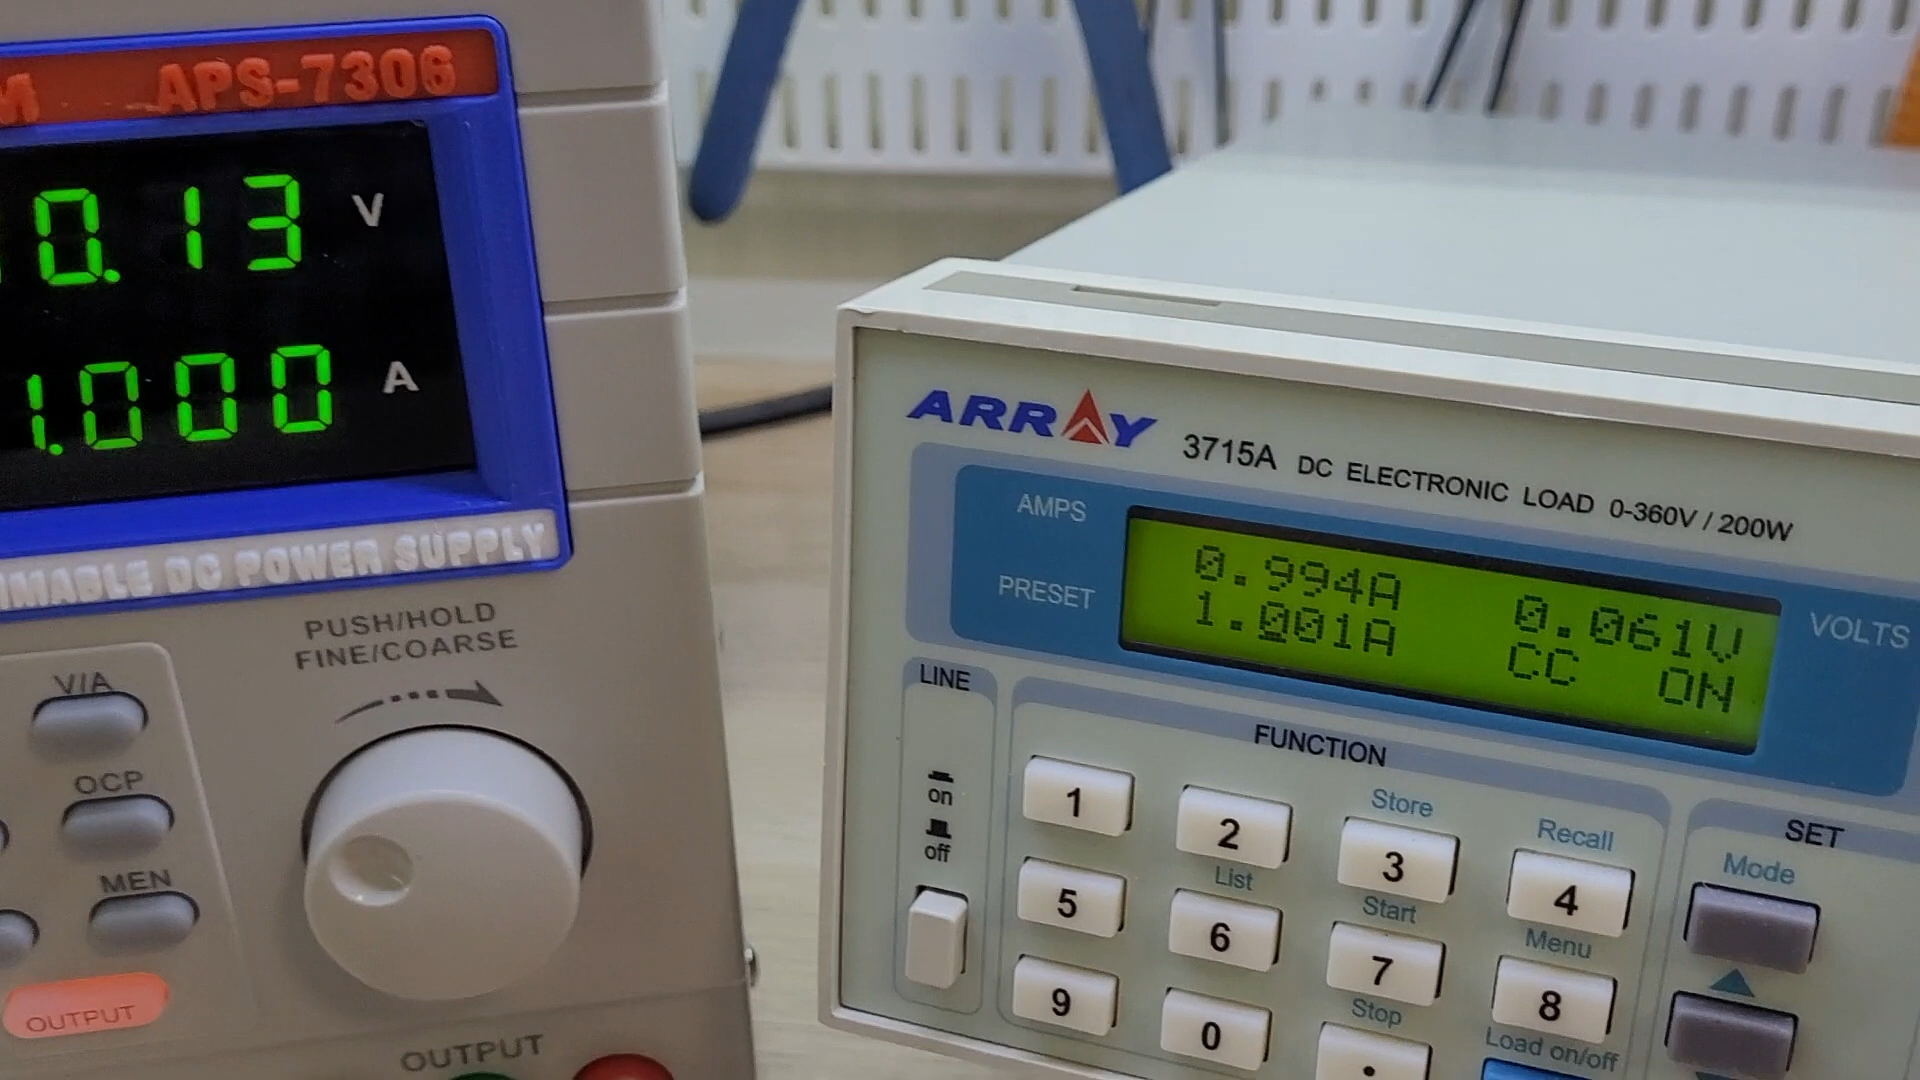 APS-7306
0.13 V
1.000 A
DC POWER SUPPLY
PUSH/HOLD
FINE/COARSE
V/A
OCP
MEN
OUTPUT
OUTPUT
ARRAY 3715A DC ELECTRONIC LOAD 0-360V / 200W
AMPS
PRESET
0.994A 0.061V
1.001A CC ON
VOLTS
LINE
on
off
FUNCTION
1
2
Store
3
Recall
4
5
List
6
Start
7
Menu
8
9
0
Stop
.
Load on/off
SET
Mode